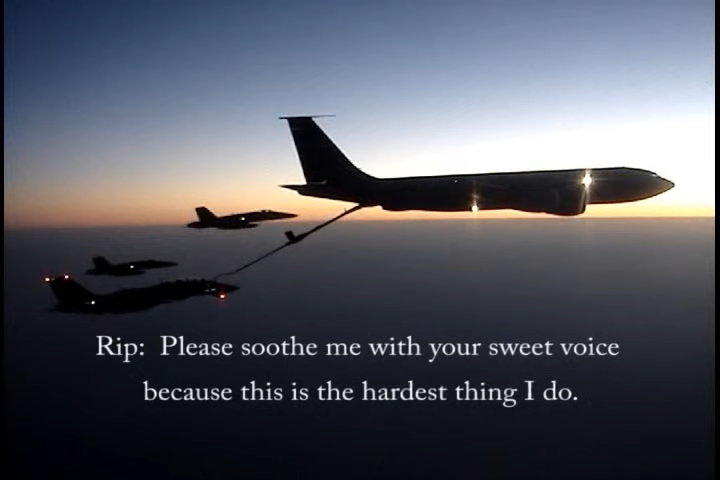 Rip: Please soothe me with your sweet voice
because this is the hardest thing I do.